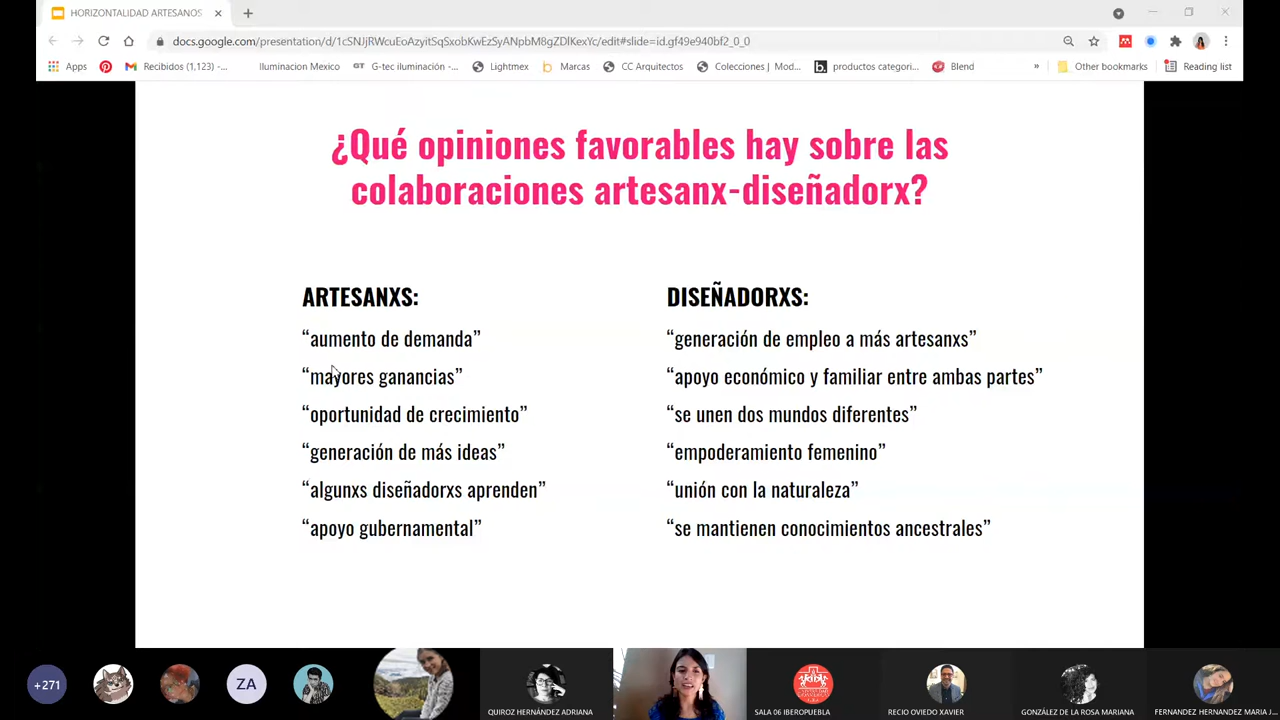 HORIZONTALIDAD ARTESANOS
docs.google.com/presentation/d/1cSNJjRWcuEoAzyitSqSxobKwEzSyANpbM8gZDlKexYc/edit#slide=id.gf49e940bf2_0_0
Apps
Recibidos (1,123) -...
Iluminacion Mexico
GT G-tec iluminación -...
Lightmex
Marcas
CC Arquitectos
Colecciones | Mod...
b. productos categori...
Blend
»
Other bookmarks
Reading list
¿Qué opiniones favorables hay sobre las
colaboraciones artesanx-diseñadorx?
ARTESANXS:
“aumento de demanda”
“mayores ganancias”
“oportunidad de crecimiento”
“generación de más ideas”
“algunxs diseñadorxs aprenden”
“apoyo gubernamental”
DISEÑADORXS:
“generación de empleo a más artesanxs”
“apoyo económico y familiar entre ambas partes”
“se unen dos mundos diferentes”
“empoderamiento femenino”
“unión con la naturaleza”
“se mantienen conocimientos ancestrales”
+271
ZA
QUIROZ HERNÁNDEZ ADRIANA
SALA 06 IBEROPUEBLA
RECIO OVIEDO XAVIER
GONZÁLEZ DE LA ROSA MARIANA
FERNANDEZ HERNANDEZ MARIA J...